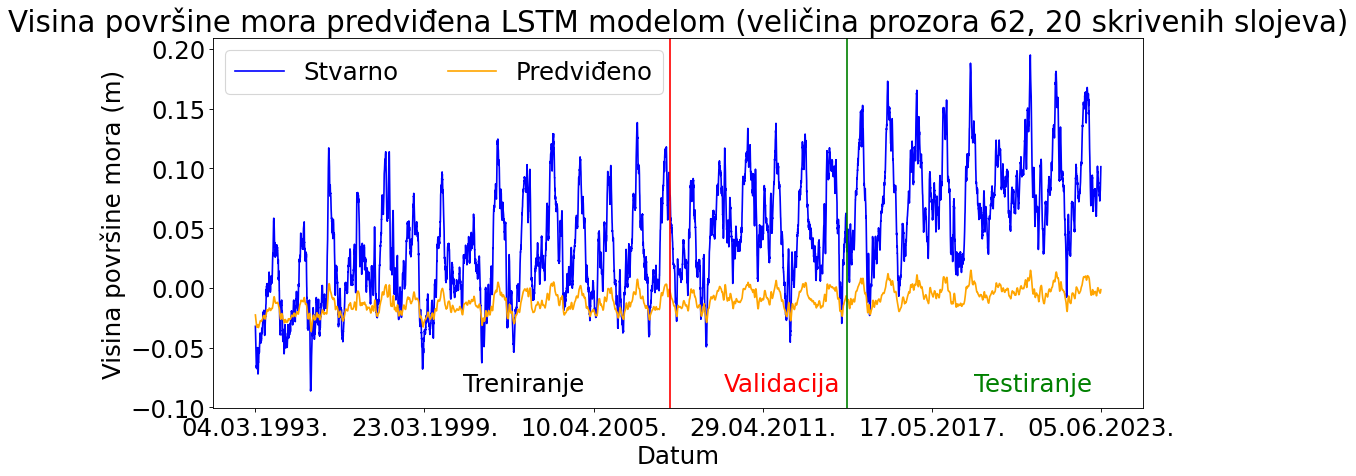 Visina površine mora predviđena LSTM modelom (veličina prozora 62, 20 skrivenih slojeva)
Stvarno
Predviđeno
Visina površine mora (m)
0.20
0.15
0.10
0.05
0.00
−0.05
−0.10
Treniranje
Validacija
Testiranje
04.03.1993.
23.03.1999.
10.04.2005.
29.04.2011.
17.05.2017.
05.06.2023.
Datum